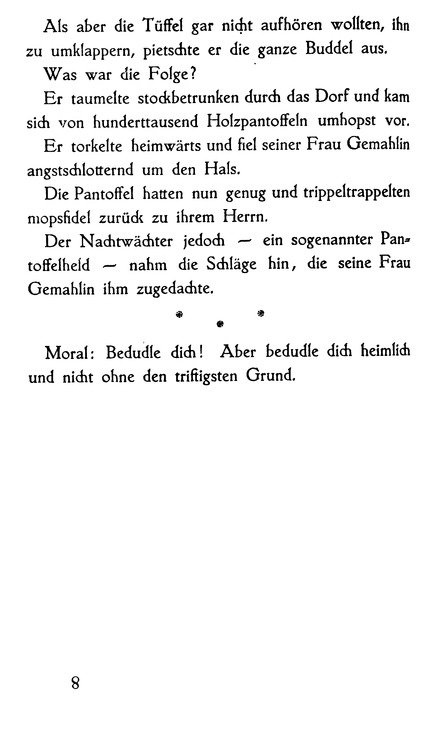 Als aber die Tüffel gar nicht aufhören wollten, ihn
zu umklappern, pietschte er die ganze Buddel aus.
Was war die Folge?
Er taumelte stockbetrunken durch das Dorf und kam
sich von hunderttausend Holzpantoffeln umhopst vor.
Er torkelte heimwärts und fiel seiner Frau Gemahlin
angstschlotternd um den Hals.
Die Pantoffel hatten nun genug und trippeltrappelten
mopsfidel zurück zu ihrem Herrn.
Der Nachtwächter jedoch — ein sogenannter Pan-
toffelheld — nahm die Schläge hin, die seine Frau
Gemahlin ihm zugedachte.
* * *
Moral: Bedudle dich! Aber bedudle dich heimlich
und nicht ohne den triftigsten Grund.
8